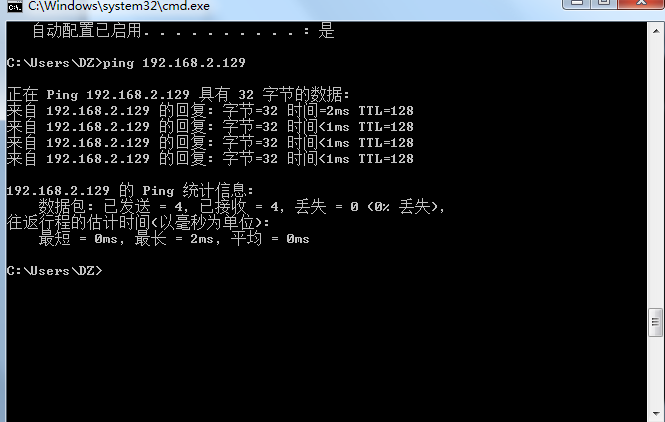 C:\Windows\system32\cmd.exe
自动配置已启用. . . . . . . . . . : 是
C:\Users\DZ>ping 192.168.2.129
正在 Ping 192.168.2.129 具有 32 字节的数据:
来自 192.168.2.129 的回复: 字节=32 时间=2ms TTL=128
来自 192.168.2.129 的回复: 字节=32 时间<1ms TTL=128
来自 192.168.2.129 的回复: 字节=32 时间<1ms TTL=128
来自 192.168.2.129 的回复: 字节=32 时间<1ms TTL=128
192.168.2.129 的 Ping 统计信息:
数据包: 已发送 = 4, 已接收 = 4, 丢失 = 0 (0% 丢失),
往返行程的估计时间(以毫秒为单位):
最短 = 0ms, 最长 = 2ms, 平均 = 0ms
C:\Users\DZ>